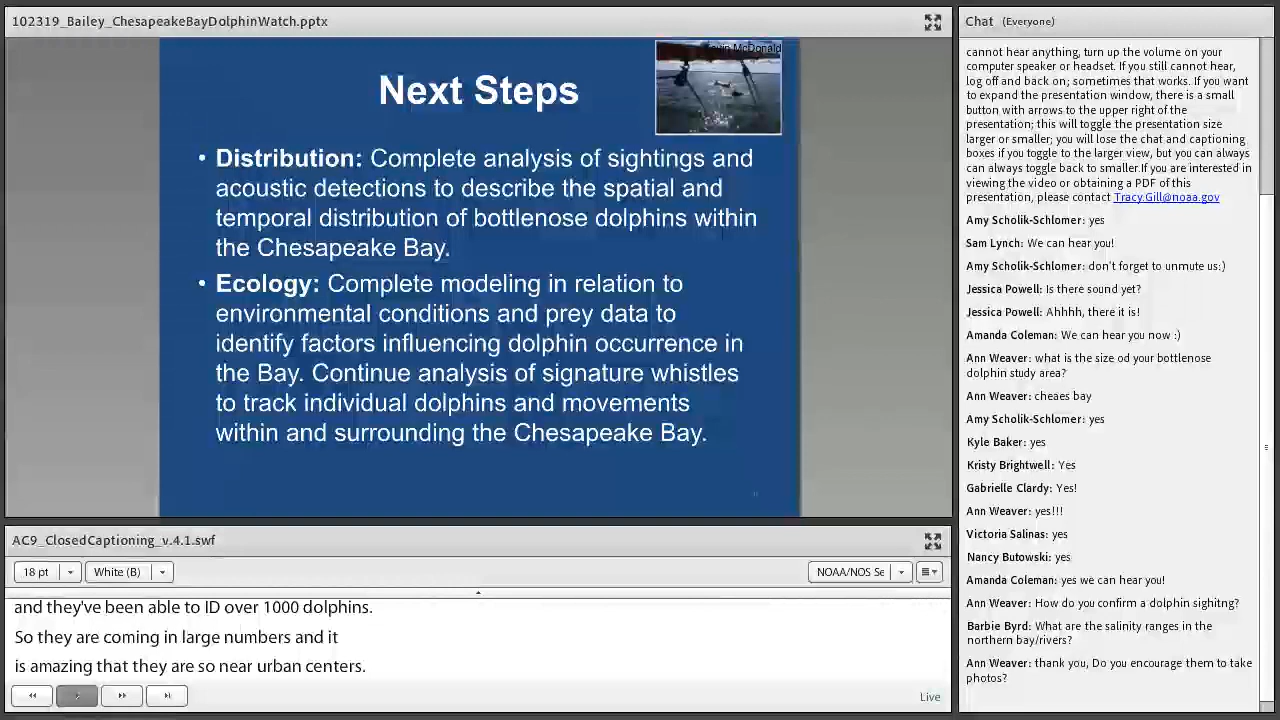 102319_Bailey_ChesapeakeBayDolphinWatch.pptx
McDonald
Next Steps
• Distribution: Complete analysis of sightings and
acoustic detections to describe the spatial and
temporal distribution of bottlenose dolphins within
the Chesapeake Bay.
• Ecology: Complete modeling in relation to
environmental conditions and prey data to
identify factors influencing dolphin occurrence in
the Bay. Continue analysis of signature whistles
to track individual dolphins and movements
within and surrounding the Chesapeake Bay.
AC9_ClosedCaptioning_v.4.1.swf
18 pt
White (B)
NOAA/NOS Se
and they've been able to ID over 1000 dolphins.
So they are coming in large numbers and it
is amazing that they are so near urban centers.
Live
Chat (Everyone)
cannot hear anything, turn up the volume on your
computer speaker or headset. If you still cannot hear,
log off and back on; sometimes that works. If you want
to expand the presentation window, there is a small
button with arrows to the upper right of the
presentation; this will toggle the presentation size
larger or smaller; you will lose the chat and captioning
boxes if you toggle to the larger view, but you can always
can always toggle back to smaller.If you are interested in
viewing the video or obtaining a PDF of this
presentation, please contact Tracy.Gill@noaa.gov
Amy Scholik-Schlomer: yes
Sam Lynch: We can hear you!
Amy Scholik-Schlomer: don't forget to unmute us:)
Jessica Powell: Is there sound yet?
Jessica Powell: Ahhhh, there it is!
Amanda Coleman: We can hear you now :)
Ann Weaver: what is the size od your bottlenose
dolphin study area?
Ann Weaver: cheaes bay
Amy Scholik-Schlomer: yes
Kyle Baker: yes
Kristy Brightwell: Yes
Gabrielle Clardy: Yes!
Ann Weaver: yes!!!
Victoria Salinas: yes
Nancy Butowski: yes
Amanda Coleman: yes we can hear you!
Ann Weaver: How do you confirm a dolphin sighitng?
Barbie Byrd: What are the salinity ranges in the
northern bay/rivers?
Ann Weaver: thank you, Do you encourage them to take
photos?